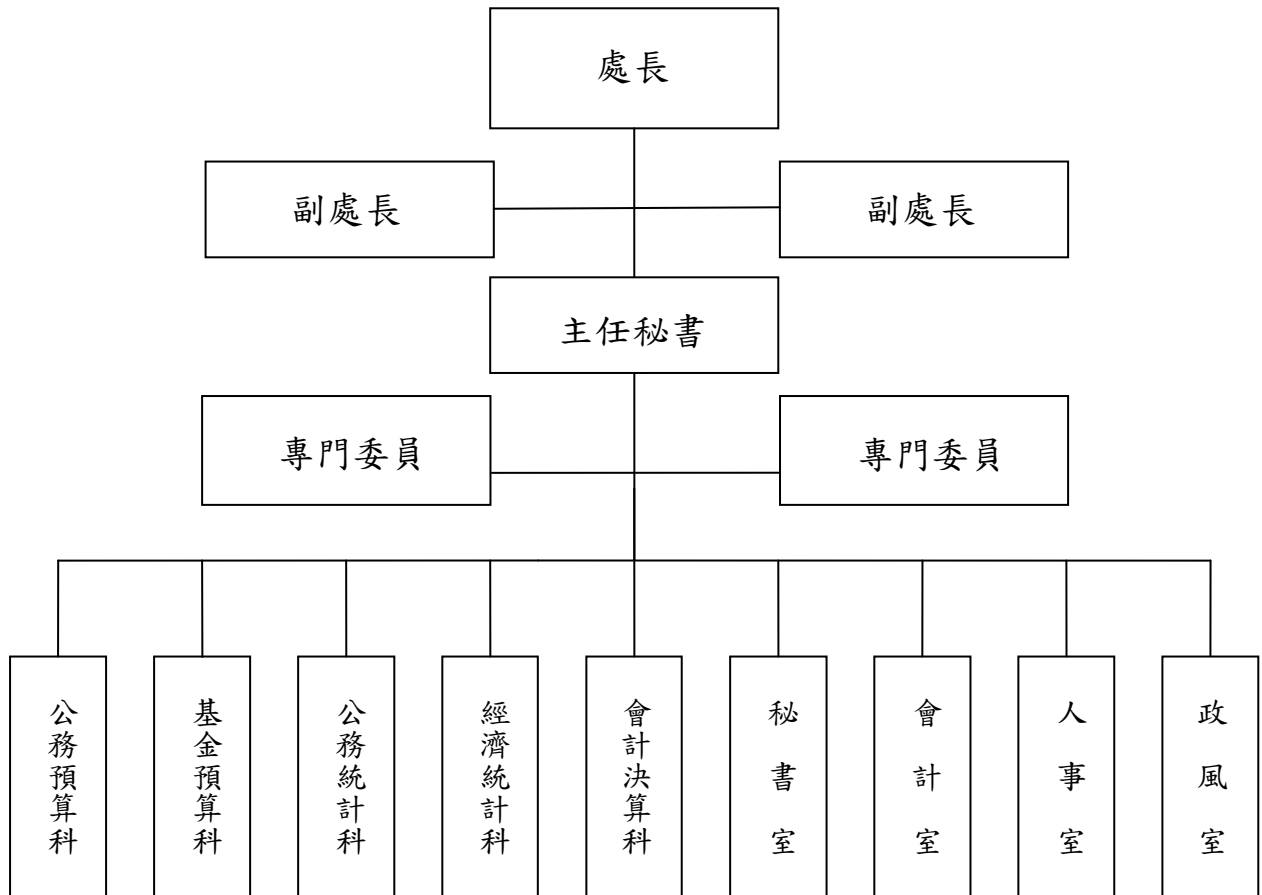 處長
副處長
副處長
主任秘書
專門委員
專門委員
公務預算科
基金預算科
公務統計科
經濟統計科
會計決算科
秘書室
會計室
人事室
政風室